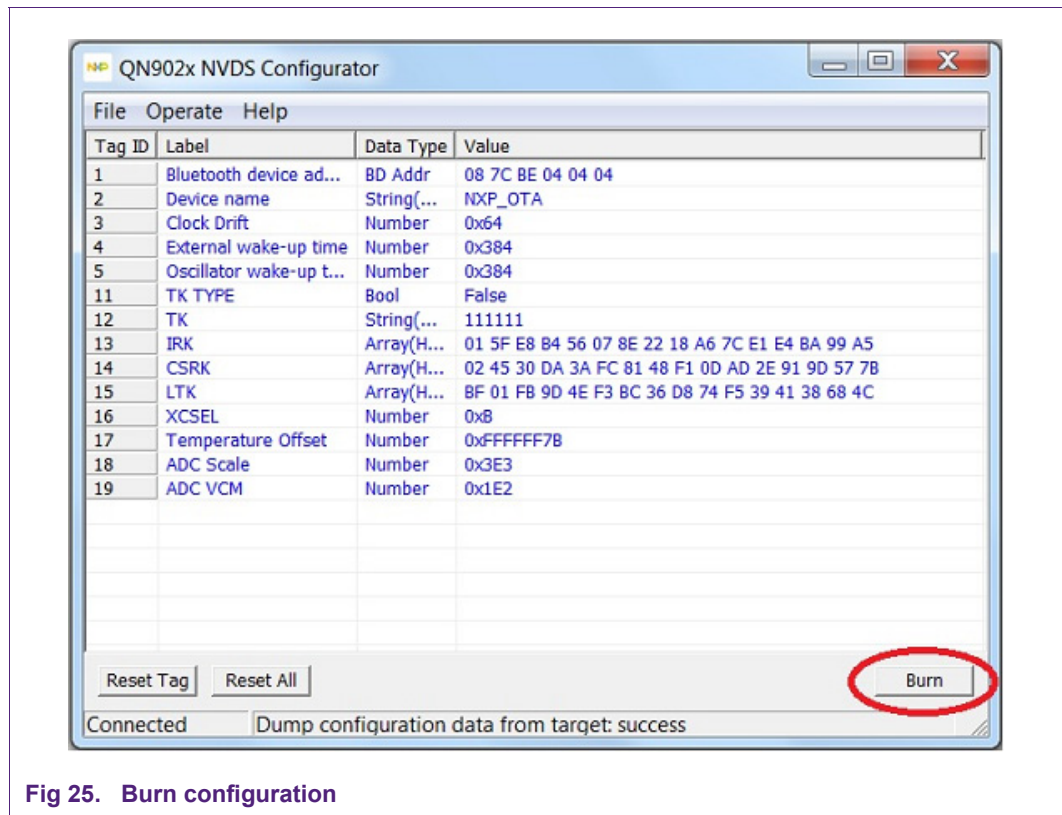 NXP QN902x NVDS Configurator
File Operate Help
Tag ID Label Data Type Value
1 Bluetooth device ad... BD Addr 08 7C BE 04 04 04
2 Device name String(... NXP_OTA
3 Clock Drift Number 0x64
4 External wake-up time Number 0x384
5 Oscillator wake-up t... Number 0x384
11 TK TYPE Bool False
12 TK String(... 111111
13 IRK Array(H... 01 5F E8 B4 56 07 8E 22 18 A6 7C E1 E4 BA 99 A5
14 CSRK Array(H... 02 45 30 DA 3A FC 81 48 F1 0D AD 2E 91 9D 57 7B
15 LTK Array(H... BF 01 FB 9D 4E F3 BC 36 D8 74 F5 39 41 38 68 4C
16 XCSEL Number 0xB
17 Temperature Offset Number 0xFFFFFF7B
18 ADC Scale Number 0x3E3
19 ADC VCM Number 0x1E2
Reset Tag Reset All Burn
Connected Dump configuration data from target: success
Fig 25. Burn configuration